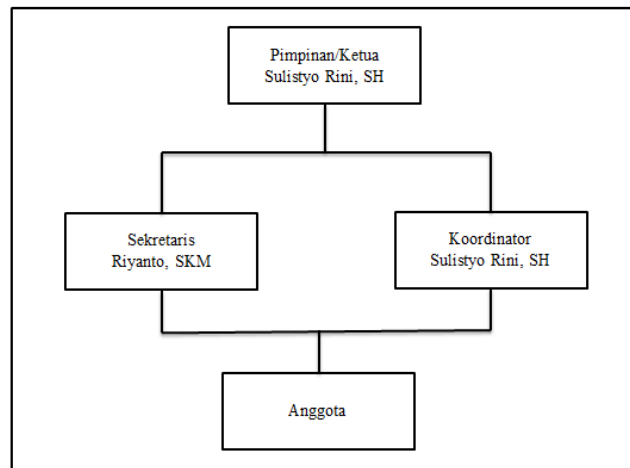 Pimpinan/Ketua
Sulistyo Rini, SH
Sekretaris
Riyanto, SKM
Koordinator
Sulistyo Rini, SH
Anggota